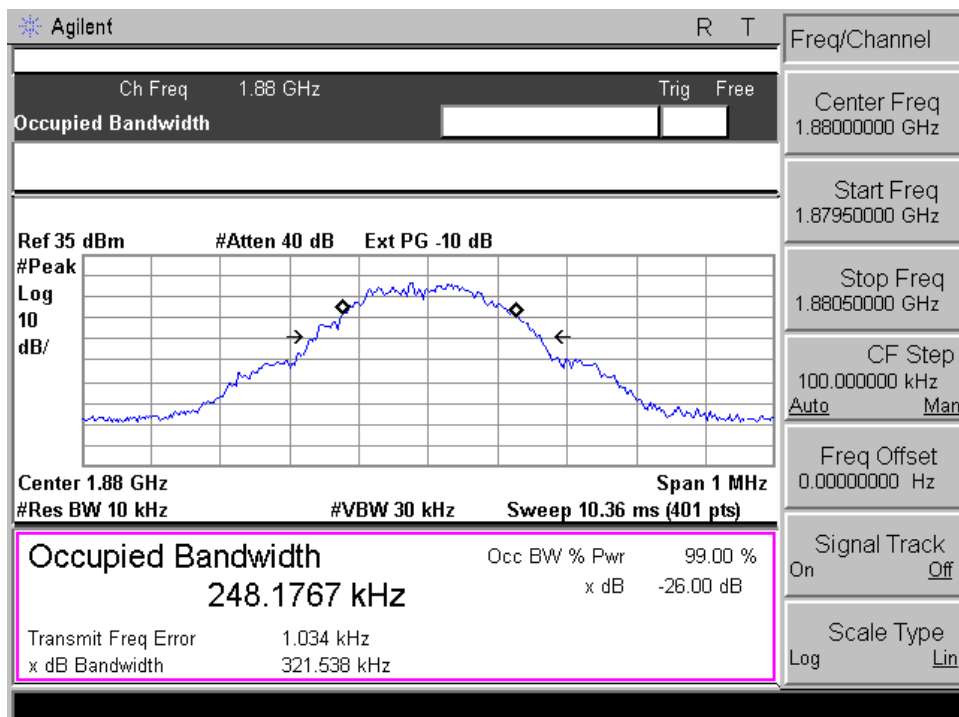 Agilent
R T
Ch Freq 1.88 GHz Trig Free
Occupied Bandwidth
Ref 35 dBm #Atten 40 dB Ext PG -10 dB
#Peak
Log
10
dB/
Center 1.88 GHz Span 1 MHz
#Res BW 10 kHz #VBW 30 kHz Sweep 10.36 ms (401 pts)
Occupied Bandwidth
248.1767 kHz
Occ BW % Pwr 99.00 %
x dB -26.00 dB
Transmit Freq Error 1.034 kHz
x dB Bandwidth 321.538 kHz
Freq/Channel
Center Freq
1.88000000 GHz
Start Freq
1.87950000 GHz
Stop Freq
1.88050000 GHz
CF Step
100.000000 kHz
Auto Man
Freq Offset
0.00000000 Hz
Signal Track
On Off
Scale Type
Log Lin